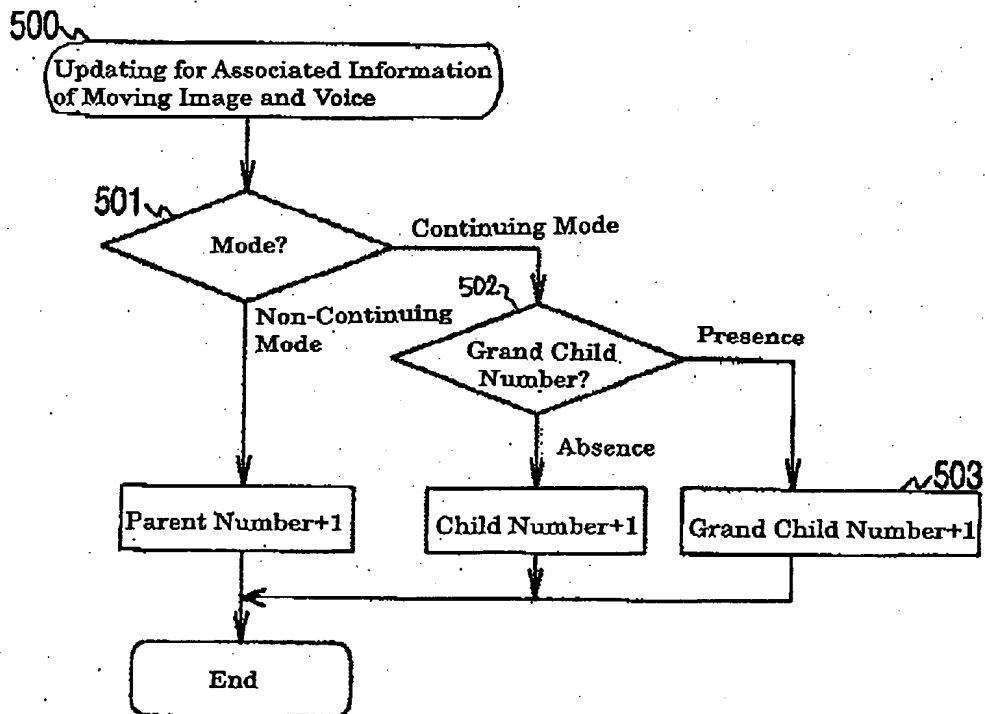 500
Updating for Associated Information
of Moving Image and Voice
501
Mode?
Continuing Mode
Non-Continuing
Mode
502
Grand Child
Number?
Presence
Absence
503
Parent Number+1
Child Number+1
Grand Child Number+1
End